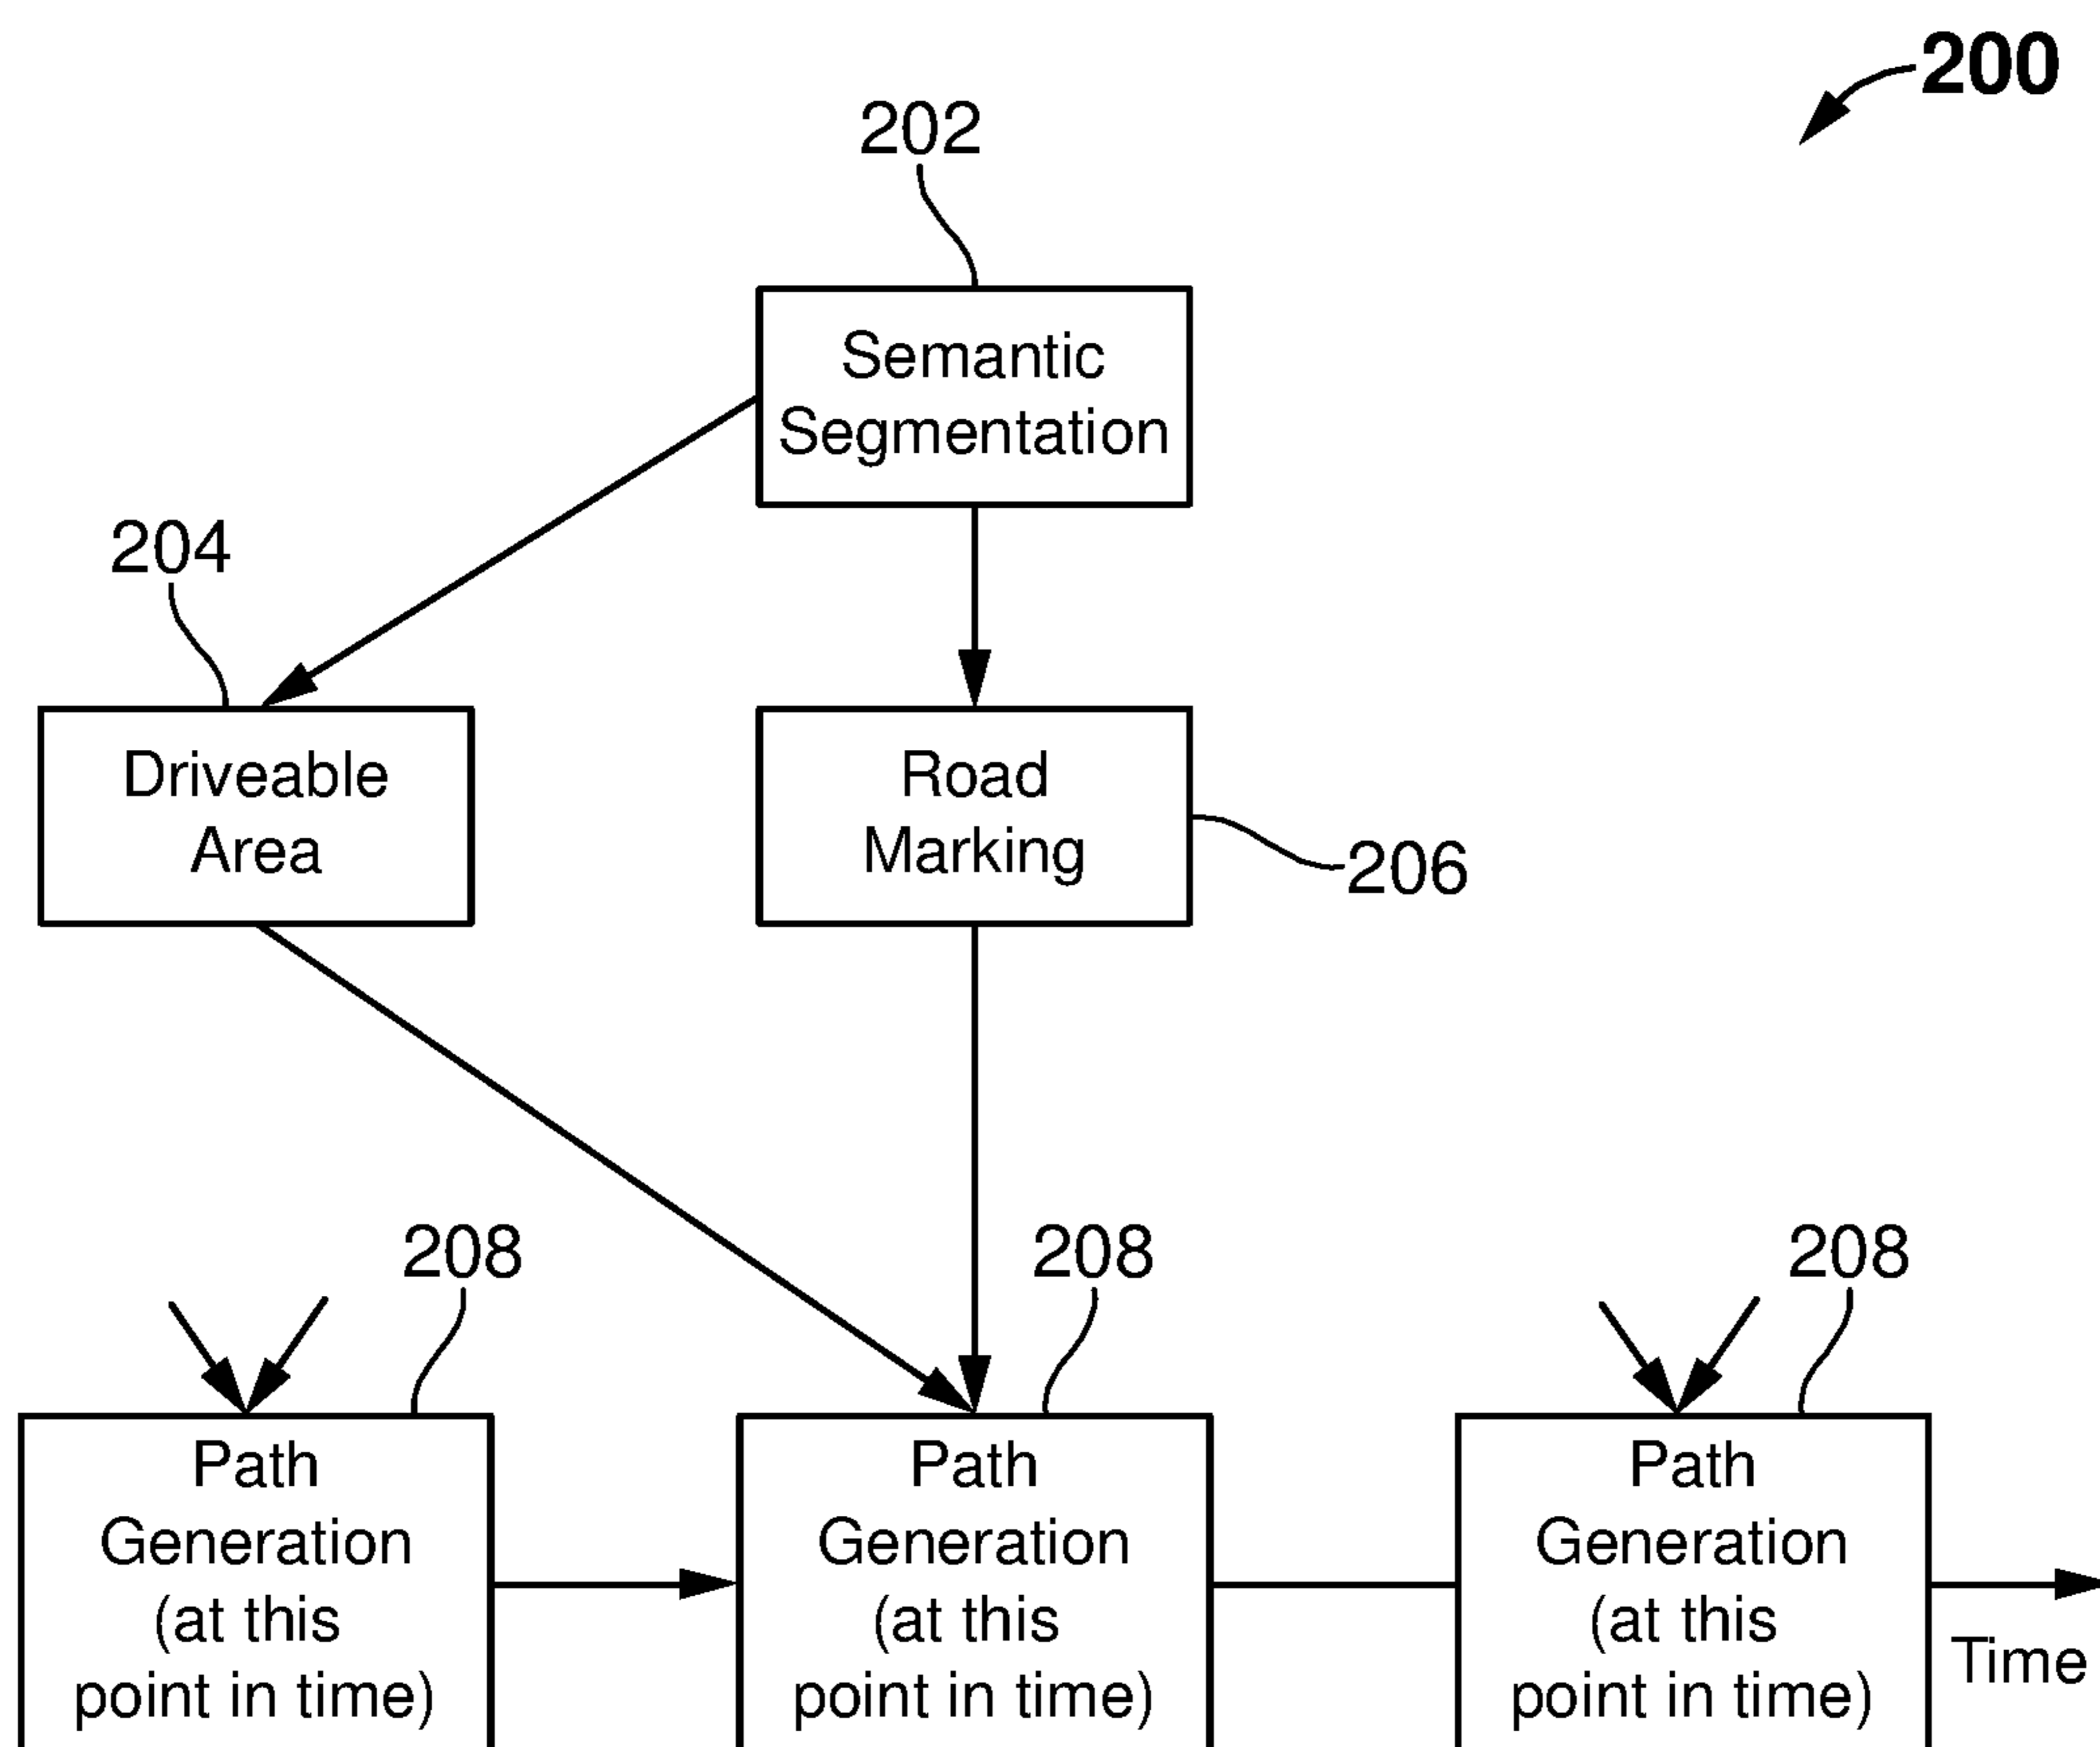 200
202
Semantic
Segmentation
204
Driveable
Area
Road
Marking
206
208
208
208
Path
Generation
(at this
point in time)
Path
Generation
(at this
point in time)
Path
Generation
(at this
point in time)
Time